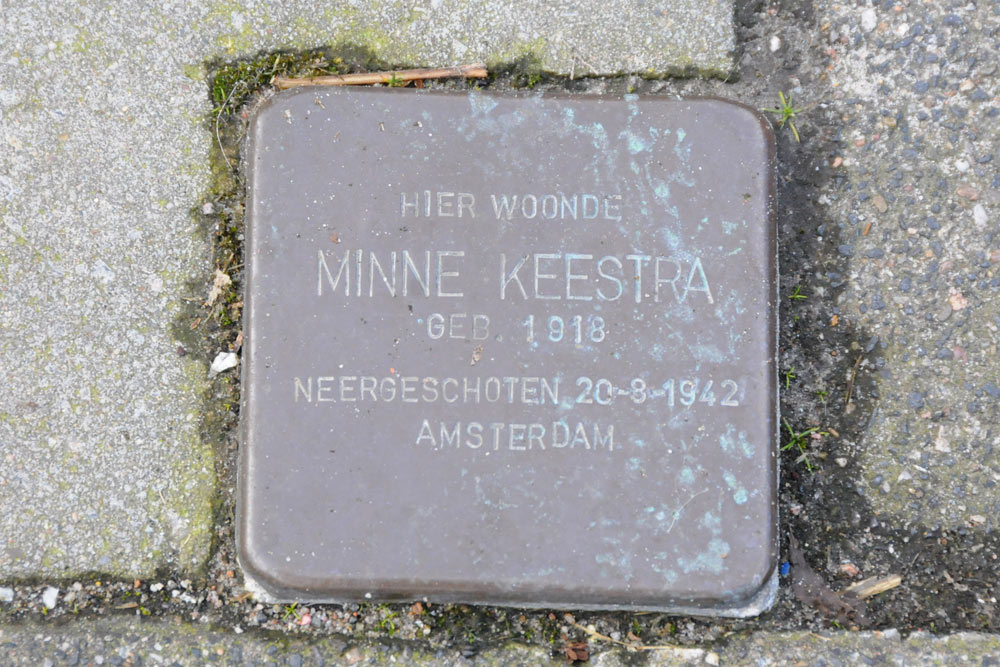 HIER WOONDE
MINNE KEESTRA
GEB. 1918
NEERGESCHOTEN 20-8-1942
AMSTERDAM